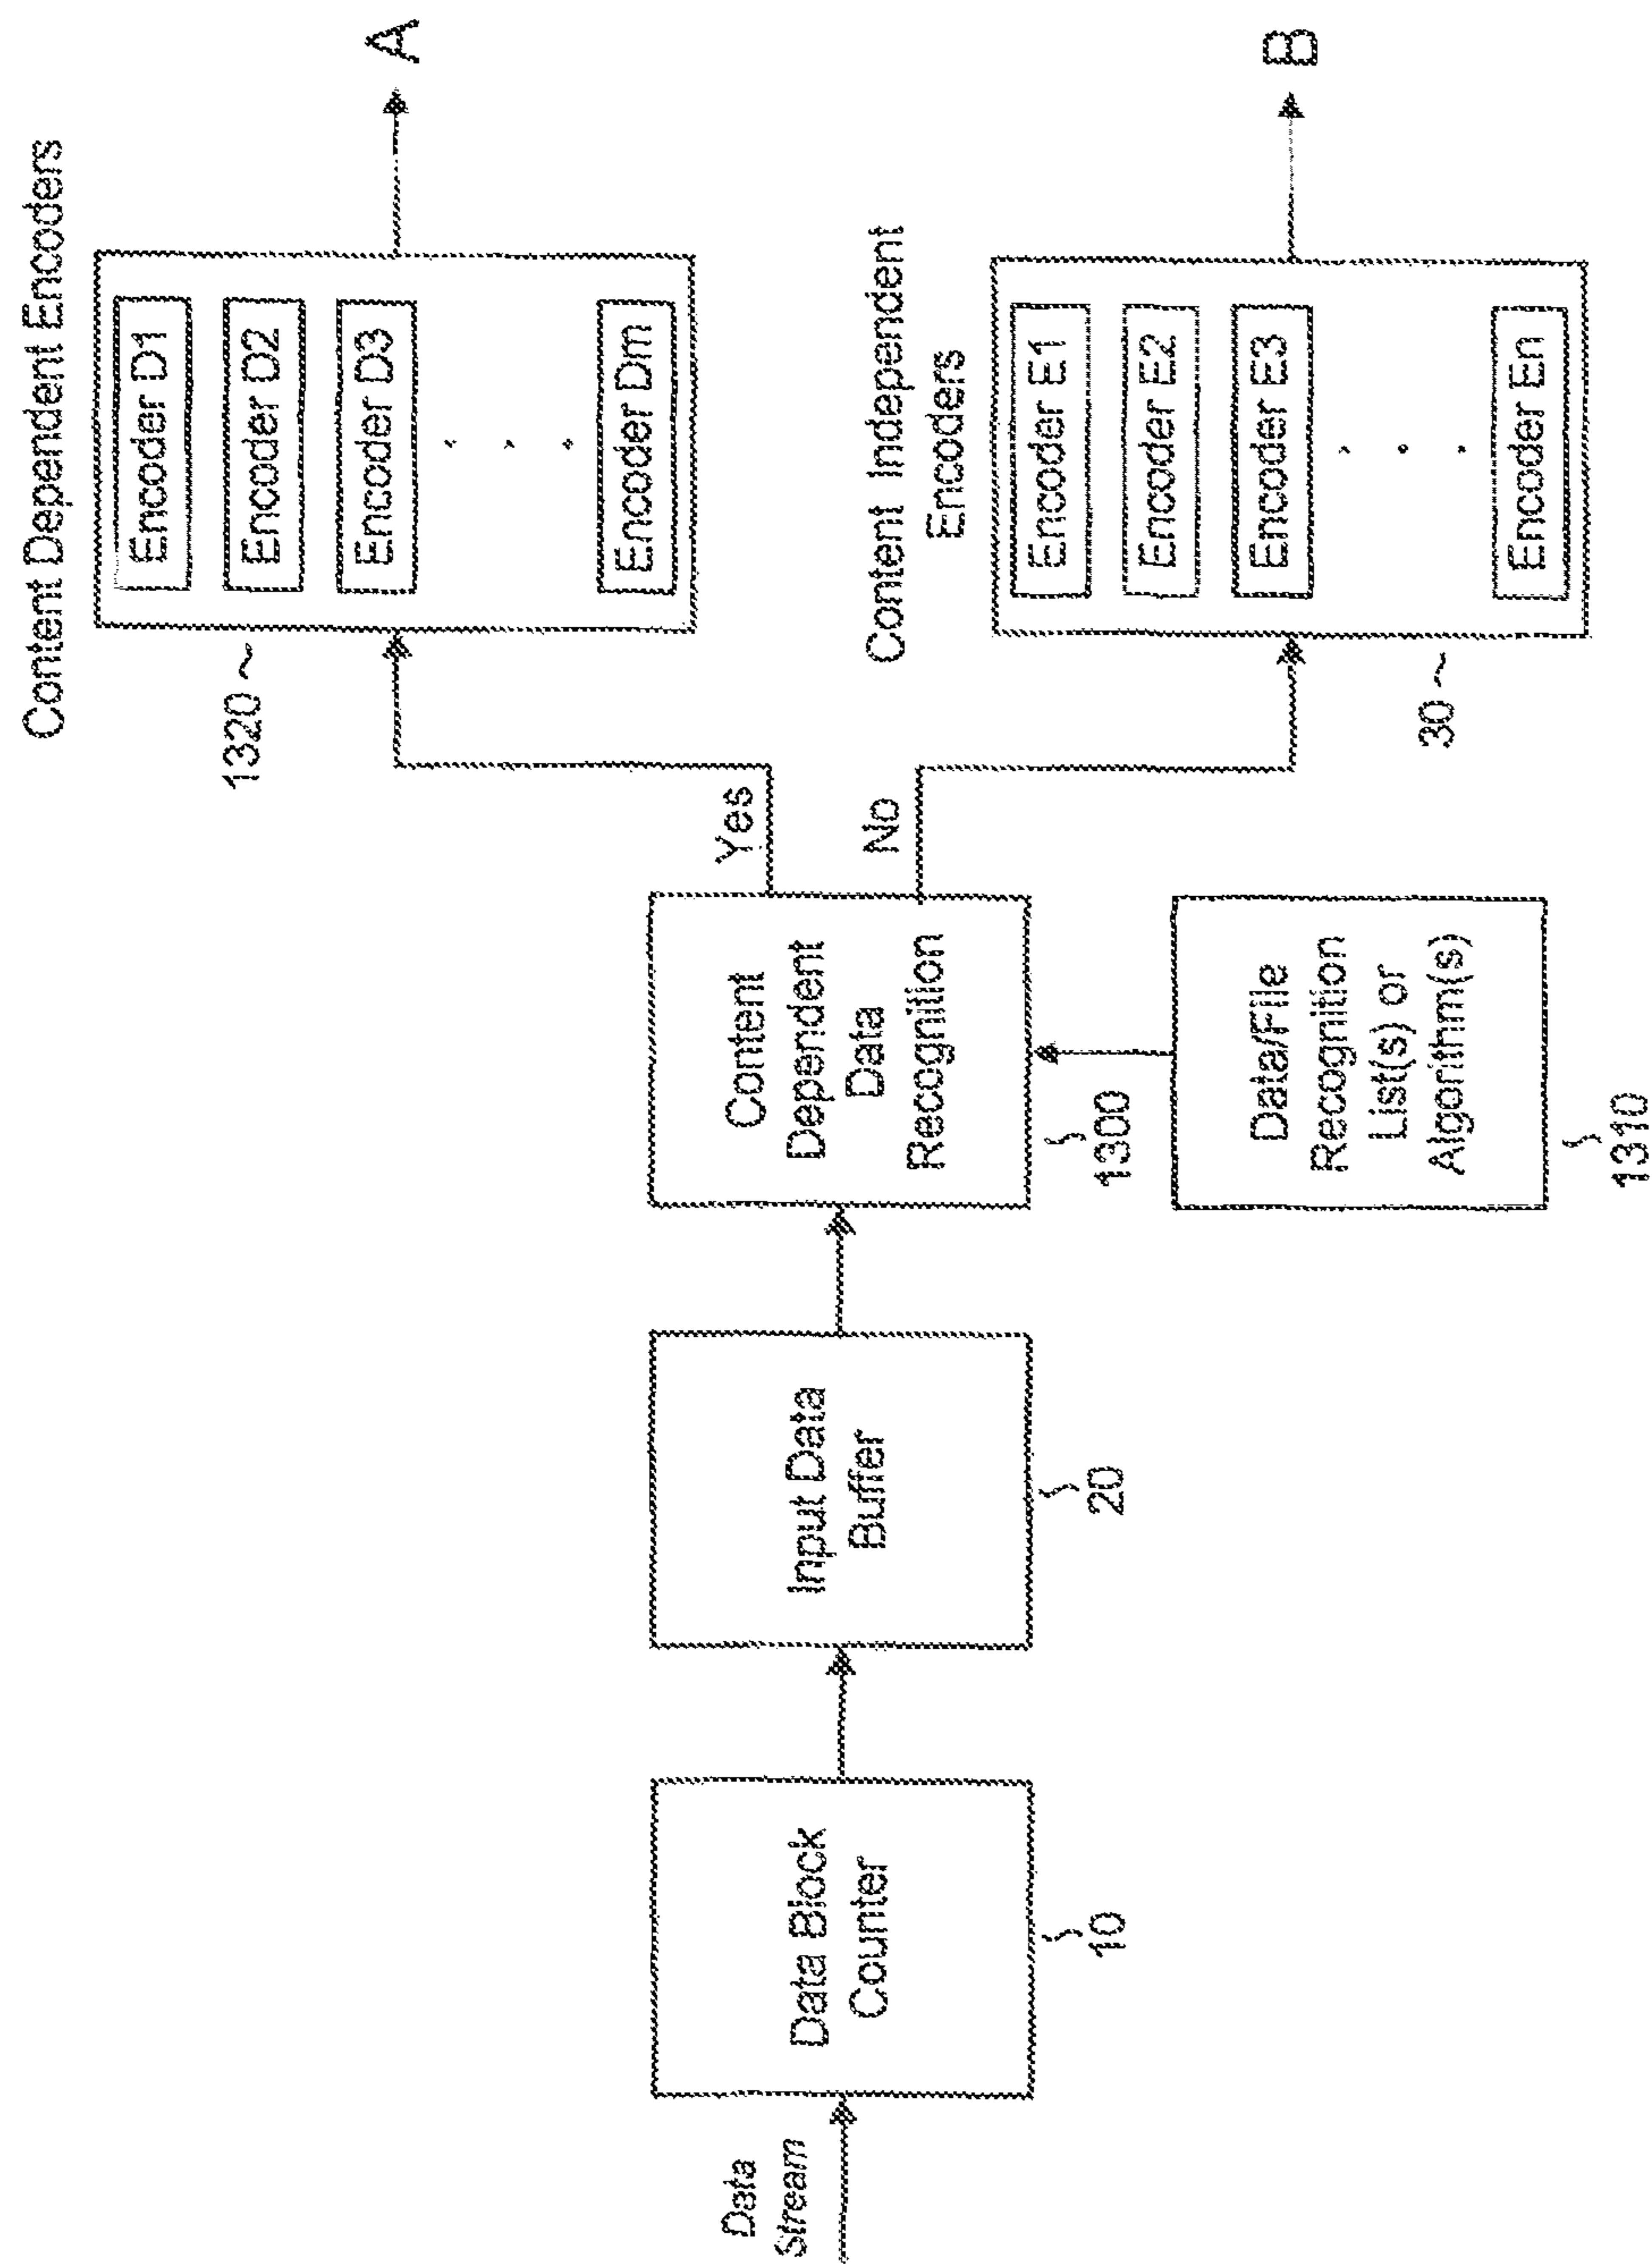 Data
Stream
Data Block
Counter
10
Input Data
Buffer
20
Content
Dependent
Data
Recognition
1300
Data/File
Recognition
List(s) or
Algorithm(s)
1310
Yes
No
Content Dependent Encoders
1320
Encoder D1
Encoder D2
Encoder D3
Encoder Dm
A
Content Independent
Encoders
30
Encoder E1
Encoder E2
Encoder E3
Encoder En
B